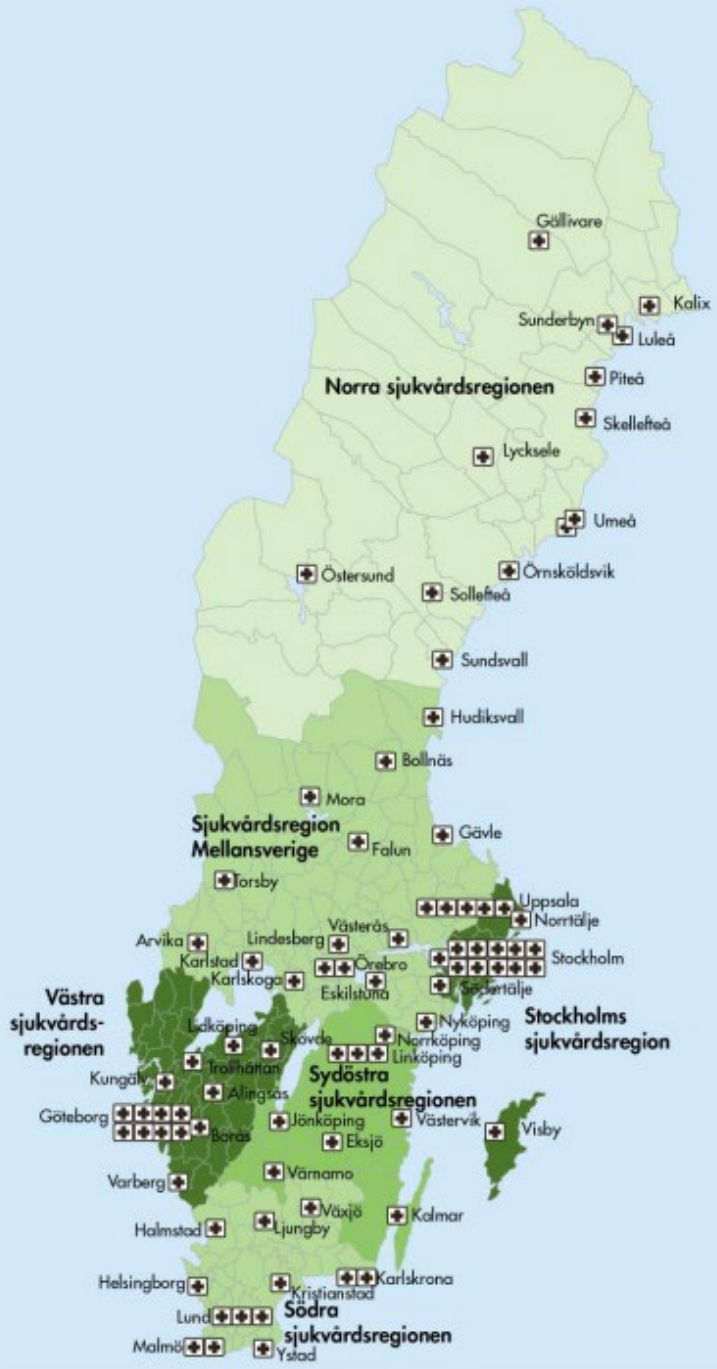 Gällivare
Kalix
Sunderbyn
Luleå
Piteå
Norra sjukvårdsregionen
Skellefteå
Lycksele
Umeå
Östersund
Örnsköldsvik
Sollefteå
Sundsvall
Hudiksvall
Bollnäs
Mora
Sjukvårdsregion
Mellansverige
Gävle
Falun
Torsby
Uppsala
Norrtälje
Västerås
Arvika
Lindesberg
Stockholm
Karlstad
Örebro
Karlskoga
Eskilstuna
Södertälje
Västra
sjukvårds-
regionen
Stockholms
sjukvårdsregion
Nyköping
Lidköping
Skövde
Norrköping
Linköping
Trollhättan
Sydöstra
sjukvårdsregionen
Kungälv
Alingsås
Göteborg
Borås
Jönköping
Västervik
Visby
Eksjö
Värnamo
Varberg
Växjö
Kalmar
Ljungby
Halmstad
Karlskrona
Helsingborg
Kristianstad
Lund
Södra
sjukvårdsregionen
Malmö
Ystad